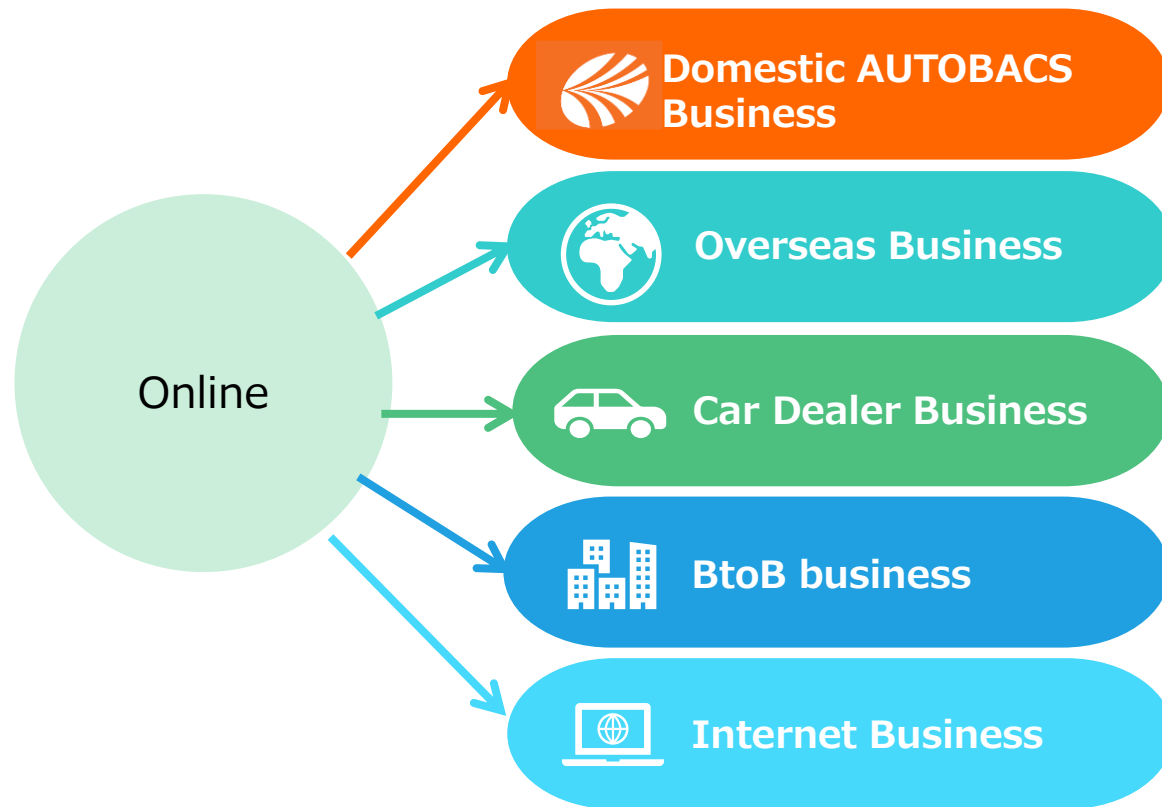 Online
Domestic AUTOBACS
Business
Overseas Business
Car Dealer Business
BtoB business
Internet Business